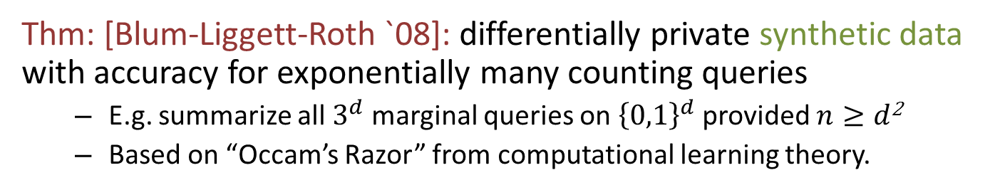 Thm: [Blum-Liggett-Roth `08]: differentially private synthetic data
with accuracy for exponentially many counting queries
– E.g. summarize all 3^d marginal queries on {0,1}^d provided n ≥ d^2
– Based on “Occam’s Razor” from computational learning theory.